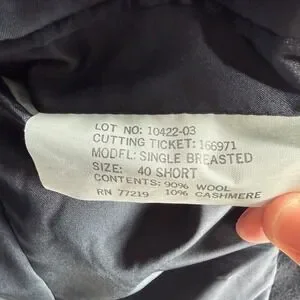 LOT NO: 10422-03
CUTTING TICKET: 166971
MODEL: SINGLE BREASTED
SIZE: 40 SHORT
CONTENTS: 90% WOOL
RN 77219 10% CASHMERE